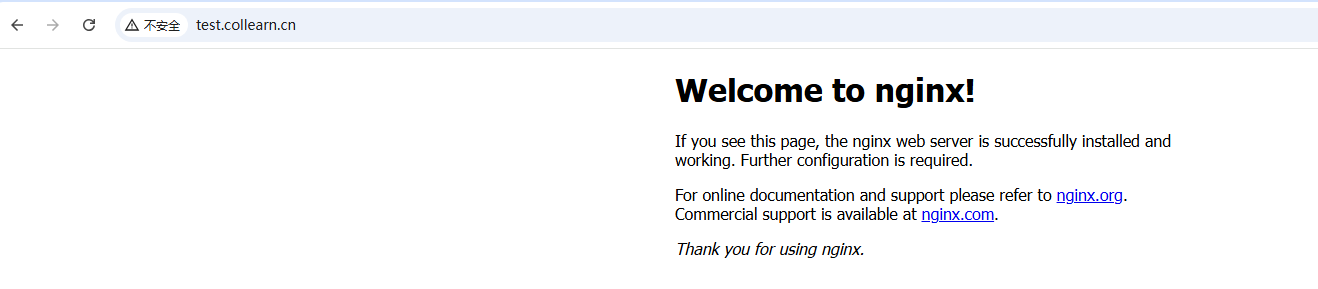 不安全 test.collearn.cn
Welcome to nginx!
If you see this page, the nginx web server is successfully installed and
working. Further configuration is required.
For online documentation and support please refer to nginx.org.
Commercial support is available at nginx.com.
Thank you for using nginx.